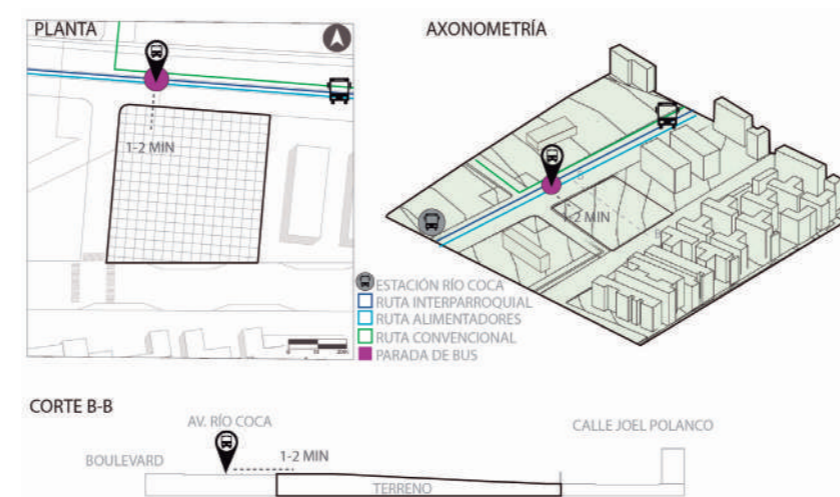 PLANTA
1-2 MIN
AXONOMETRÍA
1-2 MIN
ESTACIÓN RÍO COCA
RUTA INTERPARROQUIAL
RUTA ALIMENTADORES
RUTA CONVENCIONAL
PARADA DE BUS
CORTE B-B
AV. RÍO COCA
CALLE JOEL POLANCO
BOULEVARD
1-2 MIN
TERRENO